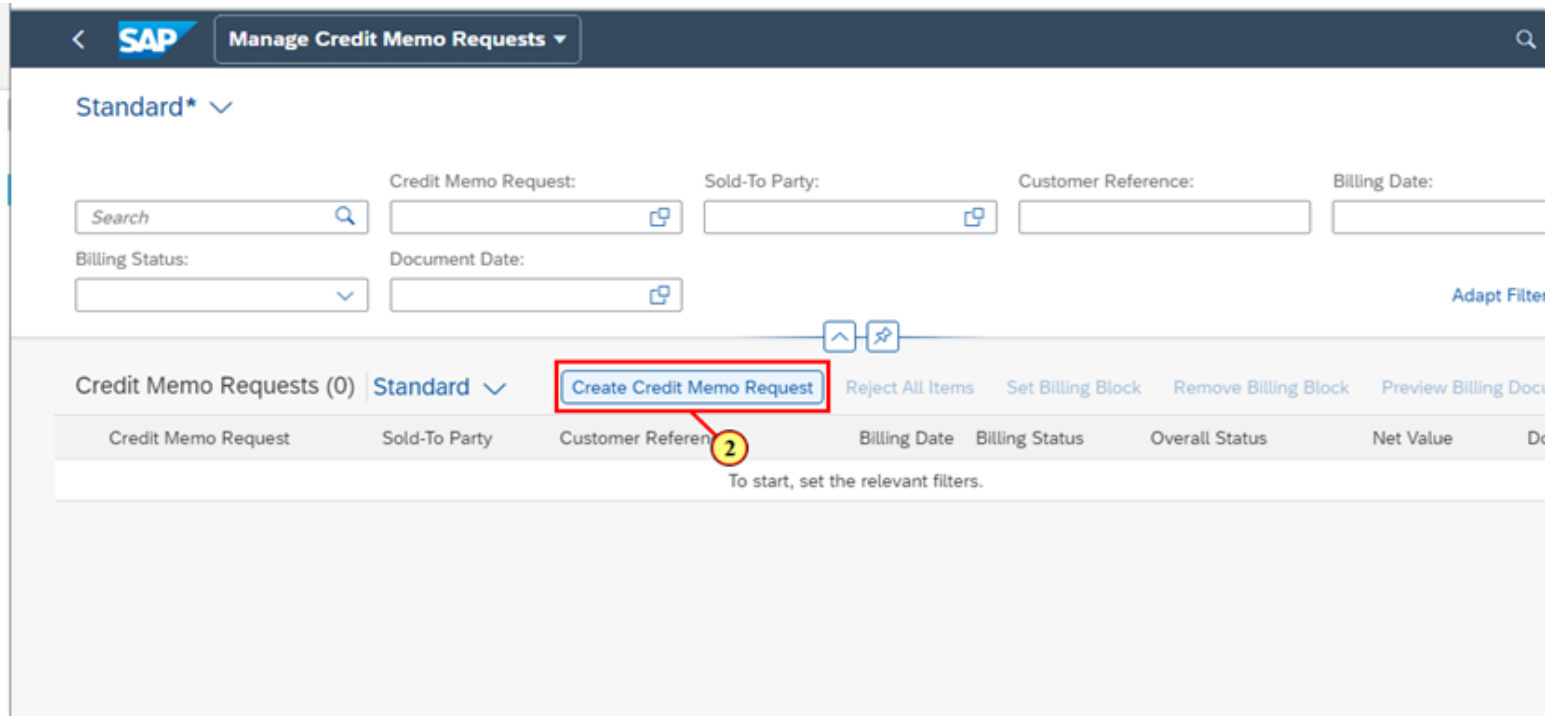 SAP Manage Credit Memo Requests
Standard*
Credit Memo Request: Sold-To Party: Customer Reference: Billing Date:
Search
Billing Status: Document Date:
Adapt Filter
Credit Memo Requests (0) Standard Create Credit Memo Request Reject All Items Set Billing Block Remove Billing Block Preview Billing Docu
Credit Memo Request Sold-To Party Customer Referen Billing Date Billing Status Overall Status Net Value Do
2
To start, set the relevant filters.